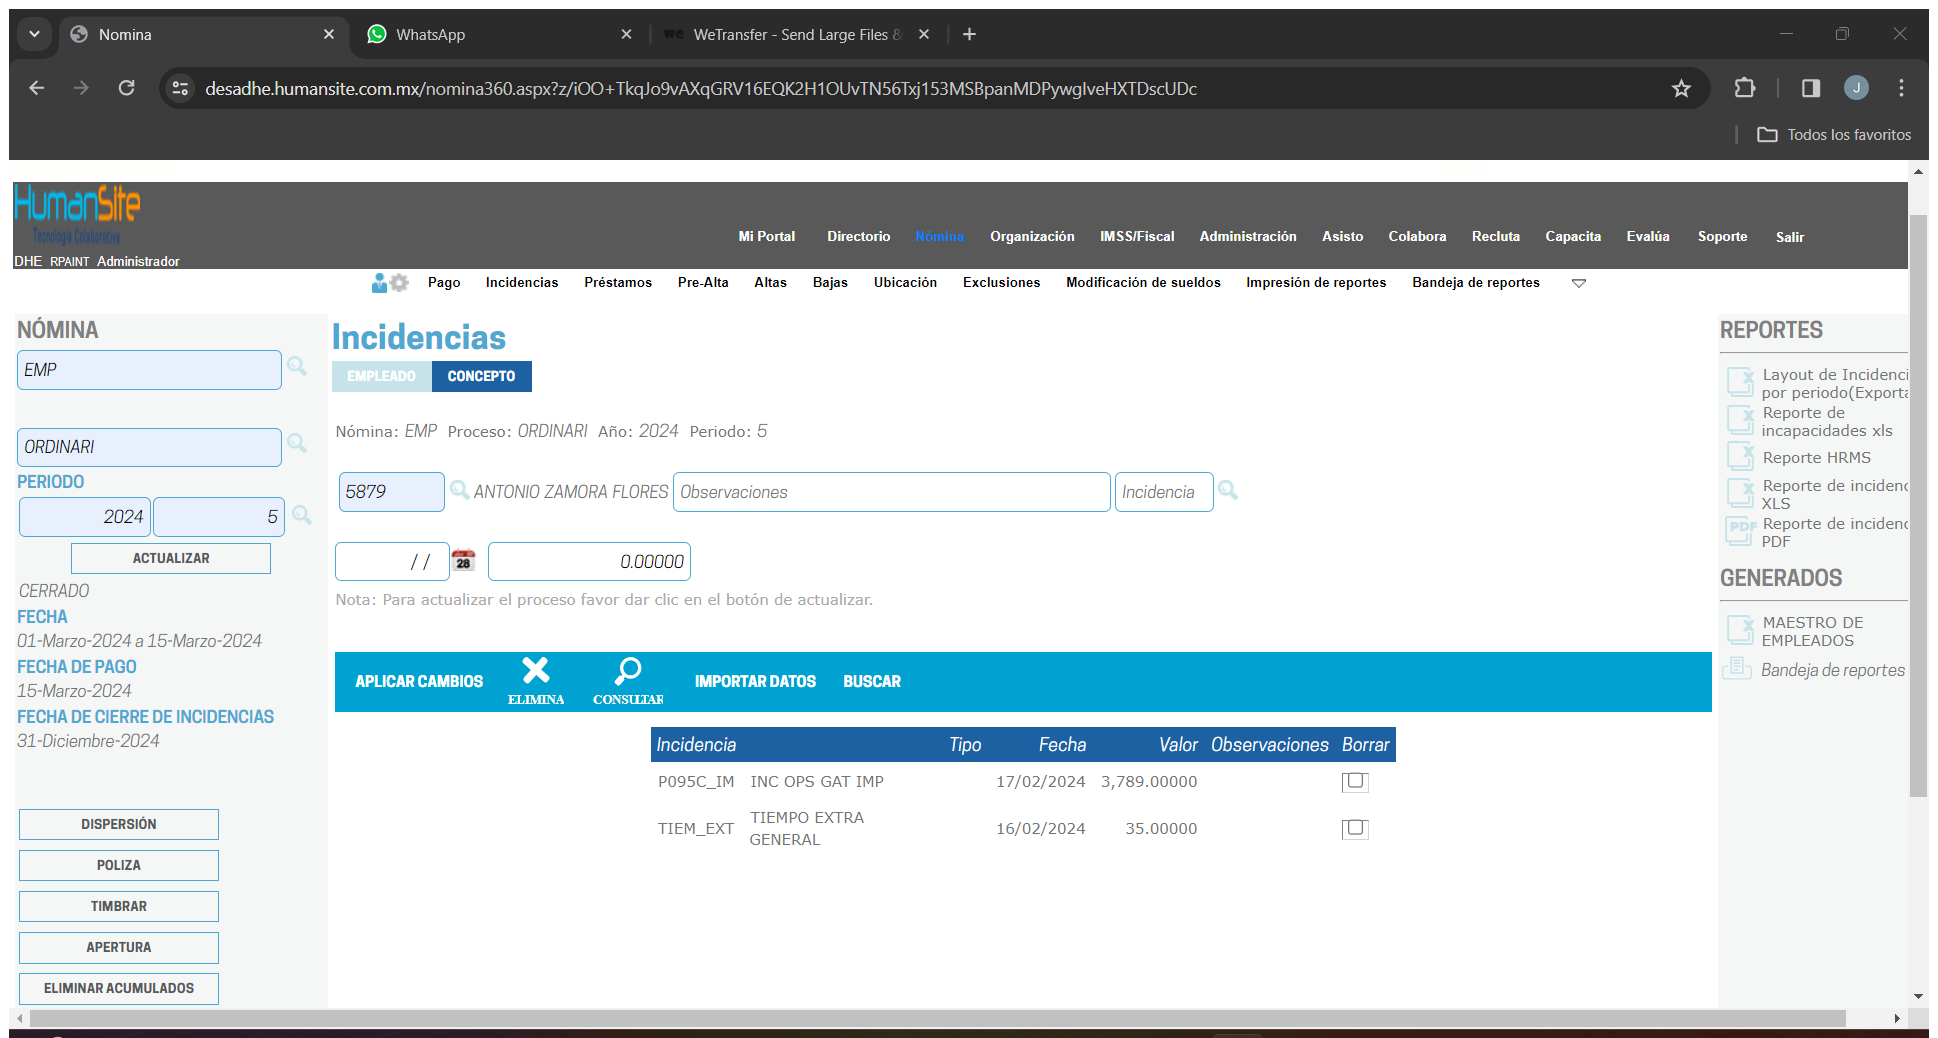 Nomina
WhatsApp
WeTransfer - Send Large Files &
desadhe.humansite.com.mx/nomina360.aspx?z/iOO+TkqJo9vAXqGRV16EQK2H1OUvTN56Txj153MSBpanMDPywgIveHXTDscUDc
J
Todos los favoritos
HumanSite
Tecnología Colaborativa
DHE RPAINT Administrador
Mi Portal Directorio Nómina Organización IMSS/Fiscal Administración Asisto Colabora Recluta Capacita Evalúa Soporte Salir
Pago Incidencias Préstamos Pre-Alta Altas Bajas Ubicación Exclusiones Modificación de sueldos Impresión de reportes Bandeja de reportes
NÓMINA
EMP
ORDINARI
PERIODO
2024 5
ACTUALIZAR
CERRADO
FECHA
01-Marzo-2024 a 15-Marzo-2024
FECHA DE PAGO
15-Marzo-2024
FECHA DE CIERRE DE INCIDENCIAS
31-Diciembre-2024
DISPERSIÓN
POLIZA
TIMBRAR
APERTURA
ELIMINAR ACUMULADOS
Incidencias
EMPLEADO CONCEPTO
Nómina: EMP Proceso: ORDINARI Año: 2024 Periodo: 5
5879 ANTONIO ZAMORA FLORES Observaciones Incidencia
/ / 28 0.00000
Nota: Para actualizar el proceso favor dar clic en el botón de actualizar.
APLICAR CAMBIOS ELIMINA CONSULTAR IMPORTAR DATOS BUSCAR
Incidencia Tipo Fecha Valor Observaciones Borrar
P095C_IM INC OPS GAT IMP 17/02/2024 3,789.00000
TIEM_EXT TIEMPO EXTRA GENERAL 16/02/2024 35.00000
REPORTES
Layout de Incidenci
por periodo(Exporta
Reporte de
incapacidades xls
Reporte HRMS
Reporte de inciden
XLS
PDF Reporte de inciden
PDF
GENERADOS
MAESTRO DE
EMPLEADOS
Bandeja de reportes